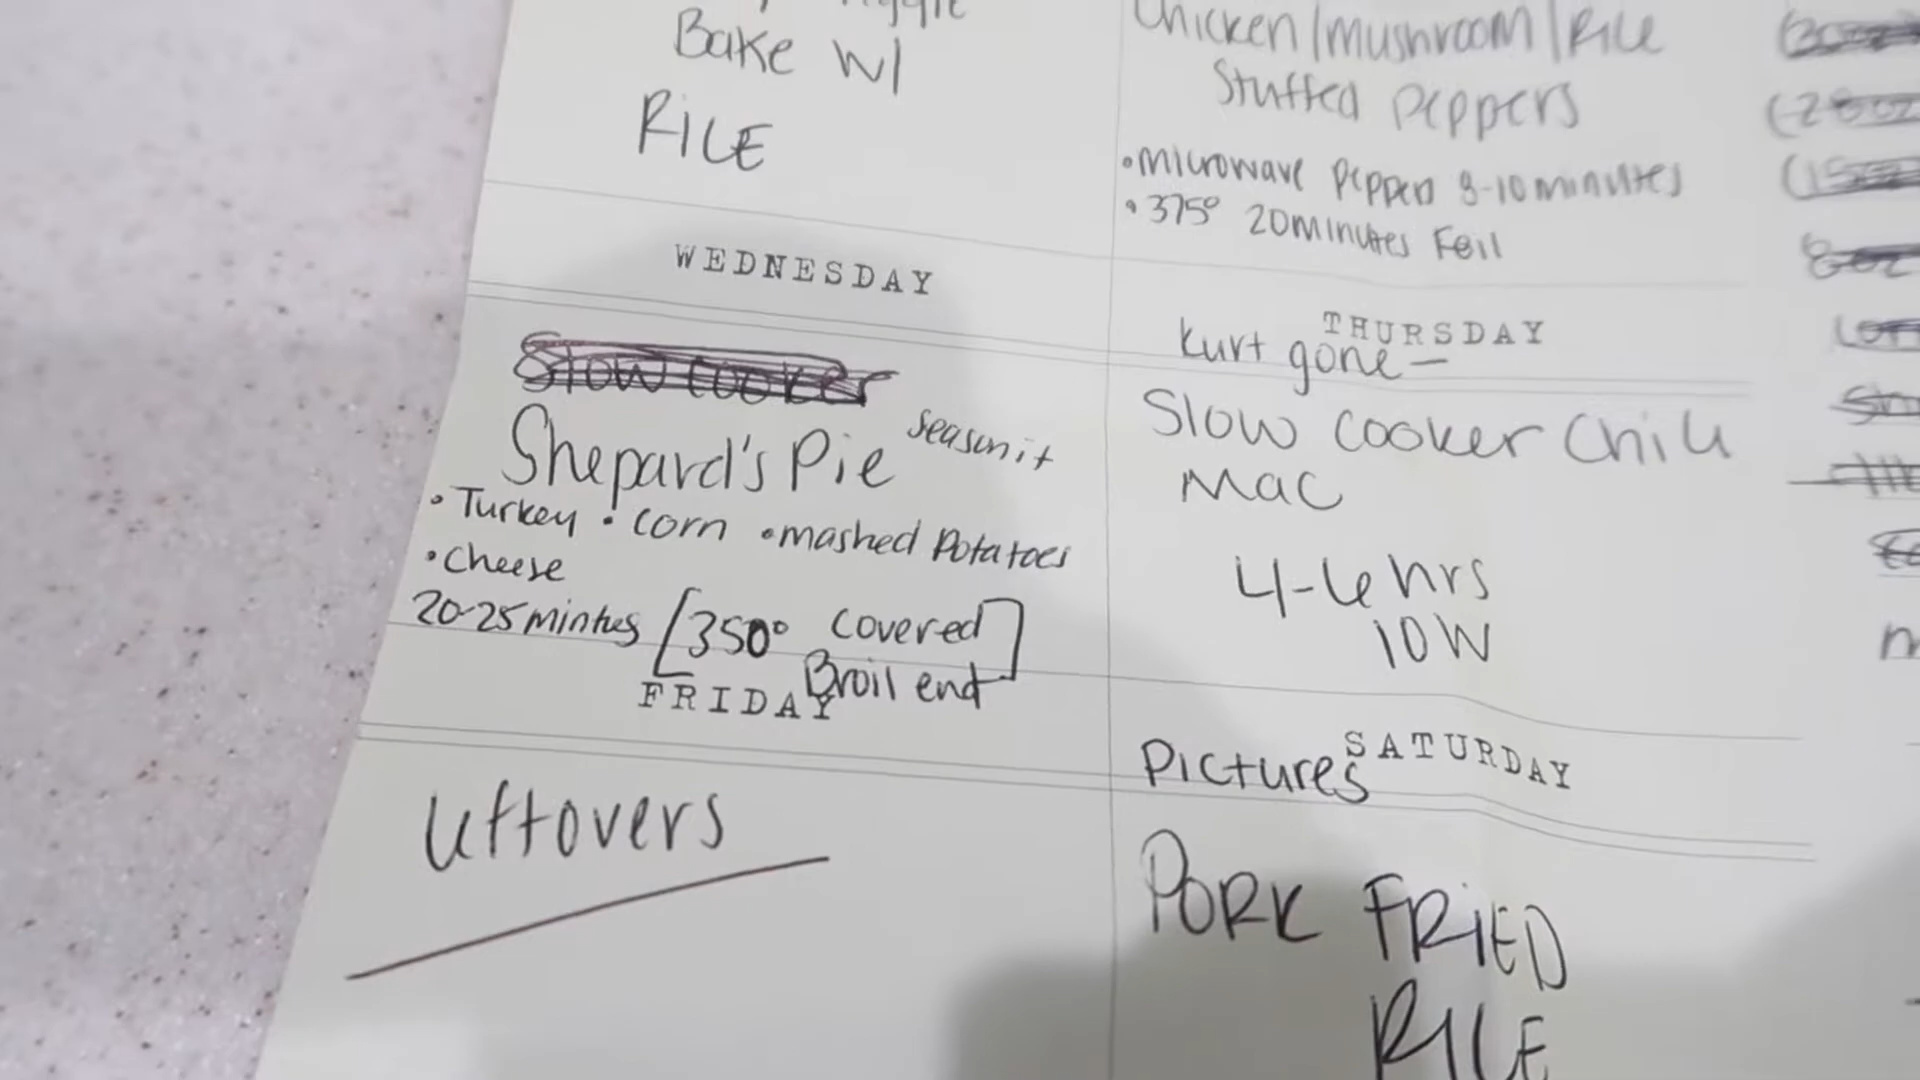 Bake w/
RICE
Chicken/mushroom/Rice
Stuffed peppers
•microwave peppers 8-10 minutes
•375° 20minutes Foil
WEDNESDAY
Slow cooker
Shepard's Pie season it
•Turkey •corn •mashed Potatoes
•Cheese
20-25 mintues [350° covered]
Broil end
THURSDAY
Kurt gone—
Slow cooker Chili
Mac
4-6 hrs
low
FRIDAY
leftovers
SATURDAY
Pictures
PORK FRIED
RICE